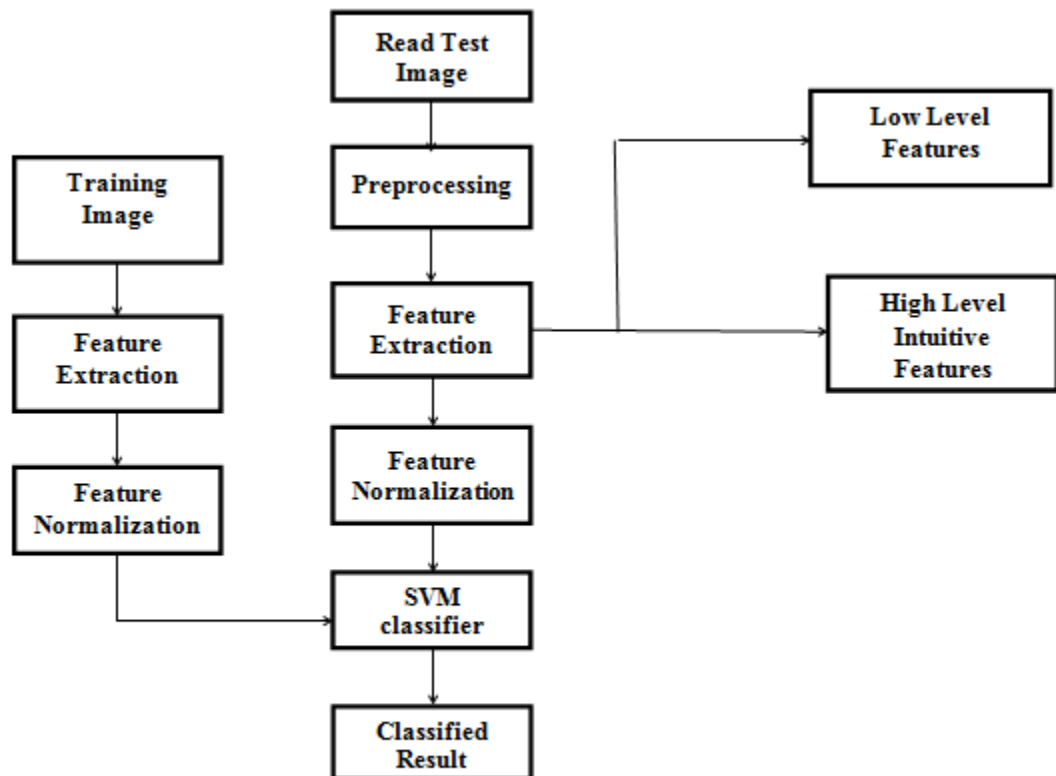 Read Test
Image
Low Level
Features
Training
Image
Preprocessing
High Level
Intuitive
Features
Feature
Extraction
Feature
Extraction
Feature
Normalization
Feature
Normalization
SVM
classifier
Classified
Result